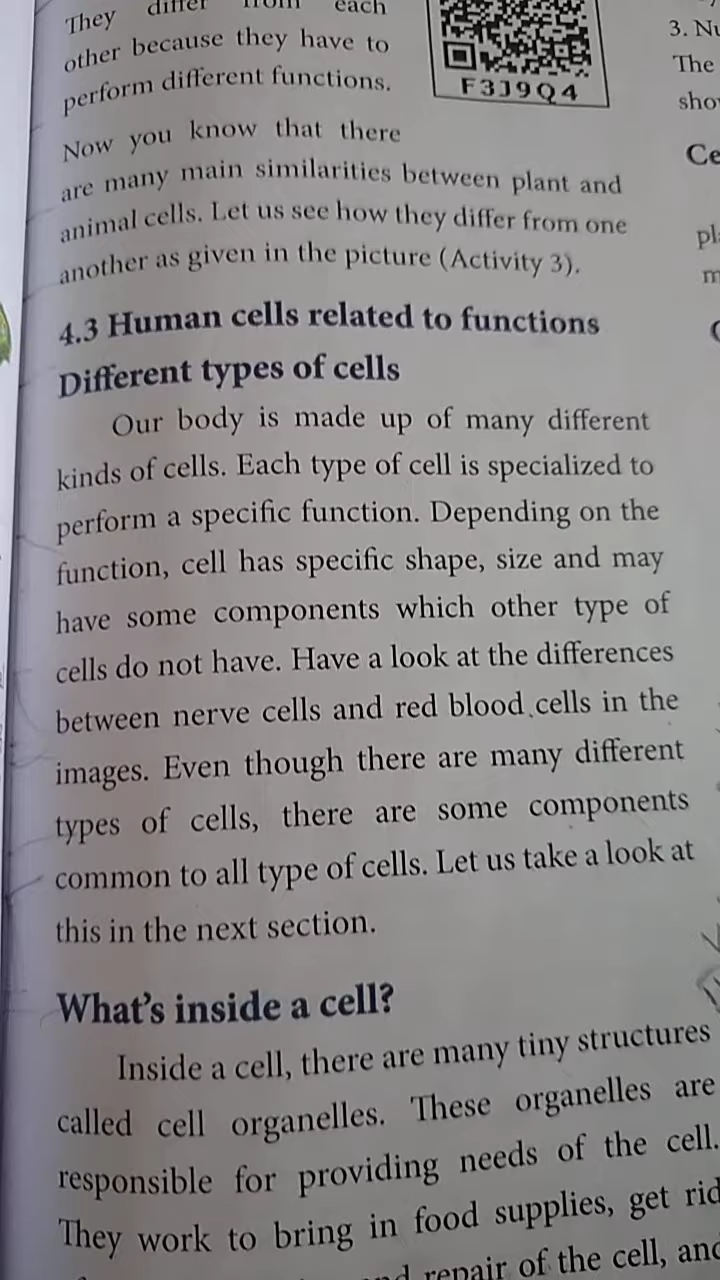 They differ from each
other because they have to
perform different functions.
F3J9Q4
Now you know that there
are many main similarities between plant and
animal cells. Let us see how they differ from one
another as given in the picture (Activity 3).
4.3 Human cells related to functions
Different types of cells
Our body is made up of many different
kinds of cells. Each type of cell is specialized to
perform a specific function. Depending on the
function, cell has specific shape, size and may
have some components which other type of
cells do not have. Have a look at the differences
between nerve cells and red blood cells in the
images. Even though there are many different
types of cells, there are some components
common to all type of cells. Let us take a look at
this in the next section.
What's inside a cell?
Inside a cell, there are many tiny structures
called cell organelles. These organelles are
responsible for providing needs of the cell.
They work to bring in food supplies, get rid
repair of the cell, and
3.
The